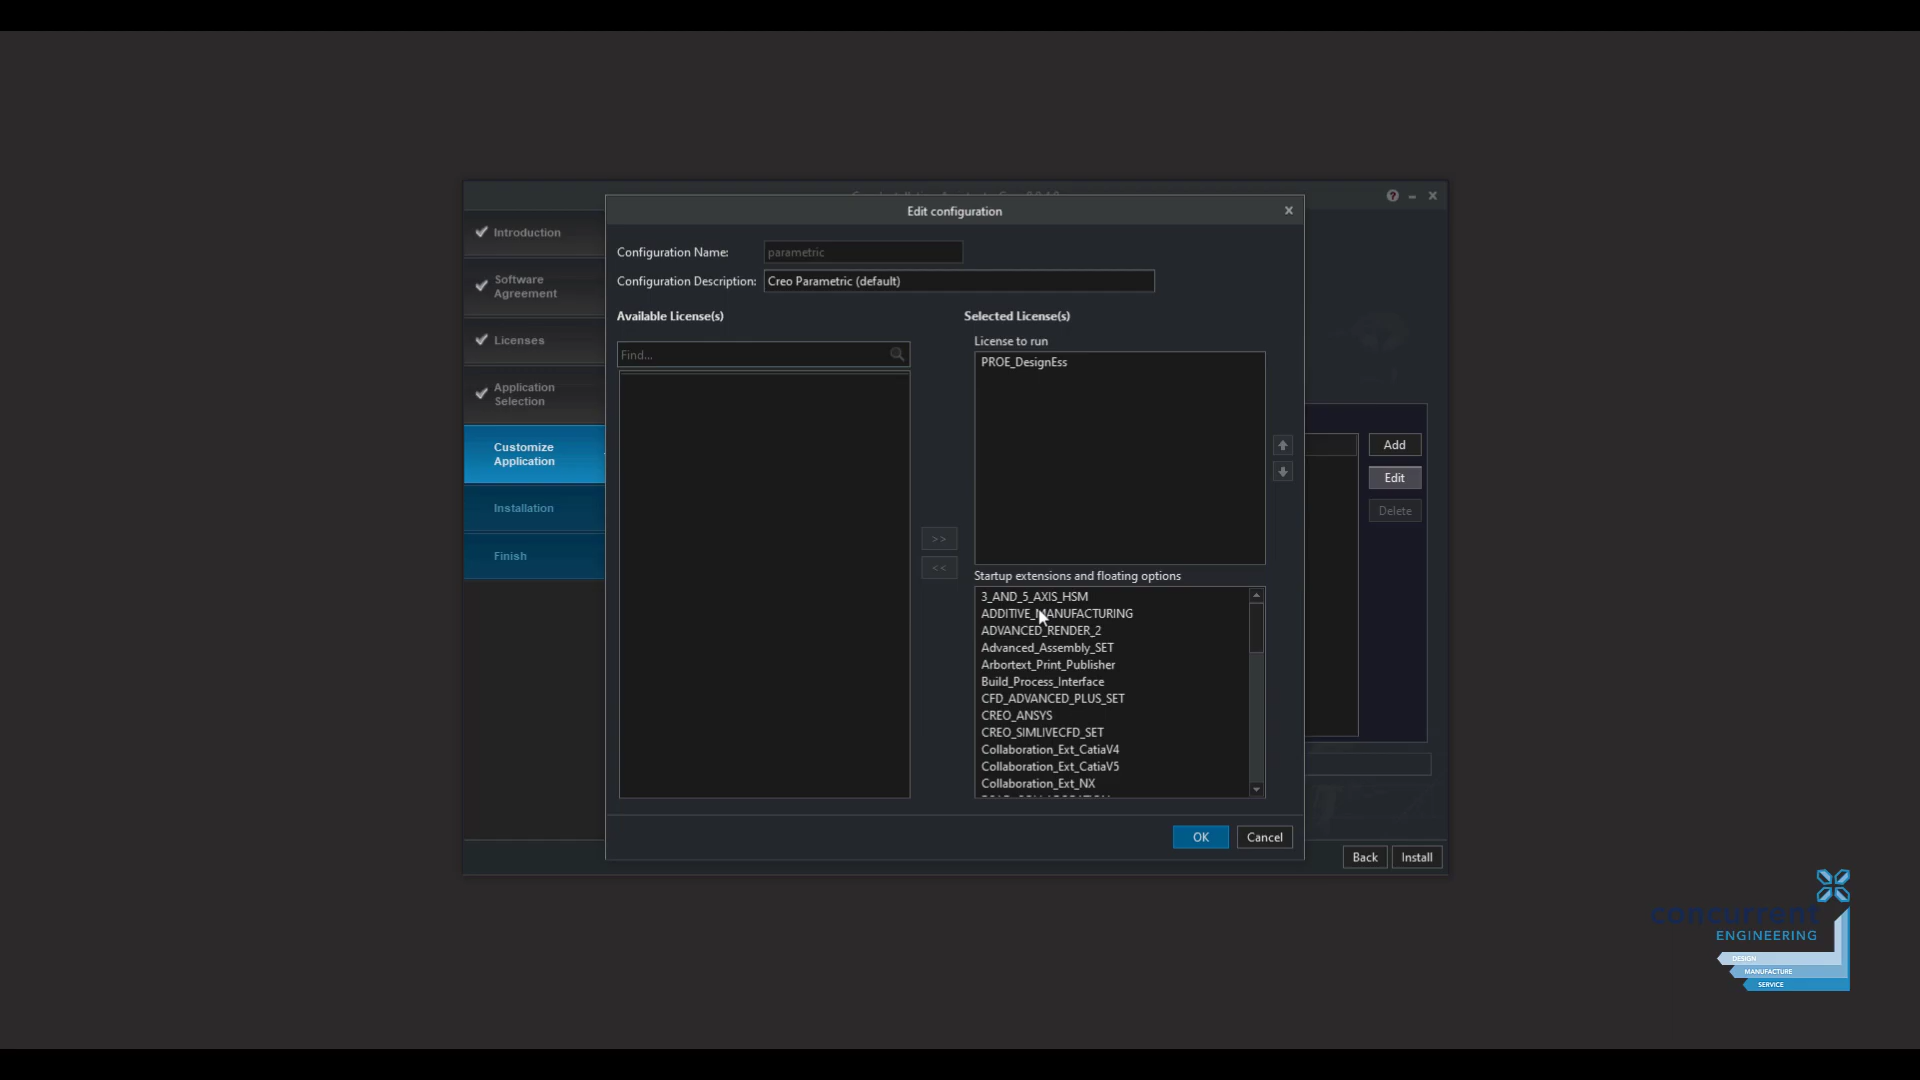 Edit configuration
Introduction
Software
Agreement
Licenses
Application
Selection
Customize
Application
Installation
Finish
Configuration Name:
parametric
Configuration Description:
Creo Parametric (default)
Available License(s)
Find...
>>
<<
Selected License(s)
License to run
PROE_DesignEss
Startup extensions and floating options
3_AND_5_AXIS_HSM
ADDITIVE_MANUFACTURING
ADVANCED_RENDER_2
Advanced_Assembly_SET
Arbortext_Print_Publisher
Build_Process_Interface
CFD_ADVANCED_PLUS_SET
CREO_ANSYS
CREO_SIMLIVECFD_SET
Collaboration_Ext_CatiaV4
Collaboration_Ext_CatiaV5
Collaboration_Ext_NX
OK
Cancel
Add
Edit
Delete
Back
Install
concurrent
ENGINEERING
DESIGN
MANUFACTURE
SERVICE